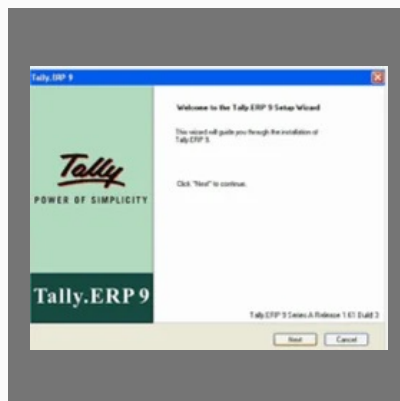 Tally.ERP 9
Welcome to the Tally.ERP 9 Setup Wizard
This wizard will guide you through the installation of
Tally.ERP 9.
Click "Next" to continue.
Tally
POWER OF SIMPLICITY
Tally.ERP 9
Tally.ERP 9 Series A Release 1.61 Build 3
Next
Cancel